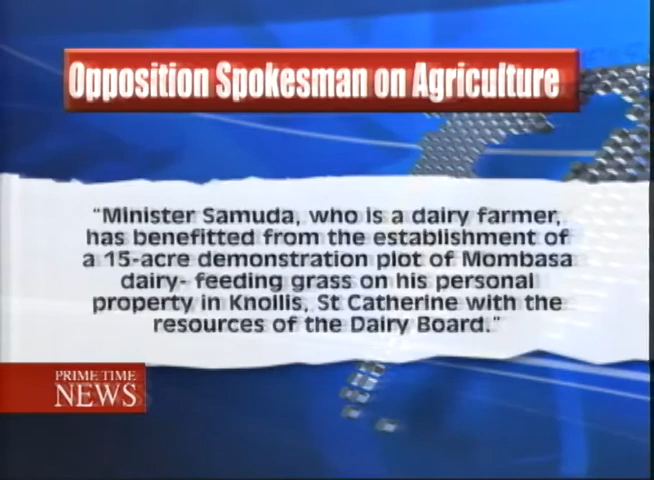 Opposition Spokesman on Agriculture
"Minister Samuda, who is a dairy farmer,
has benefitted from the establishment of
a 15-acre demonstration plot of Mombasa
dairy- feeding grass on his personal
property in Knollis, St Catherine with the
resources of the Dairy Board."
PRIME TIME
NEWS